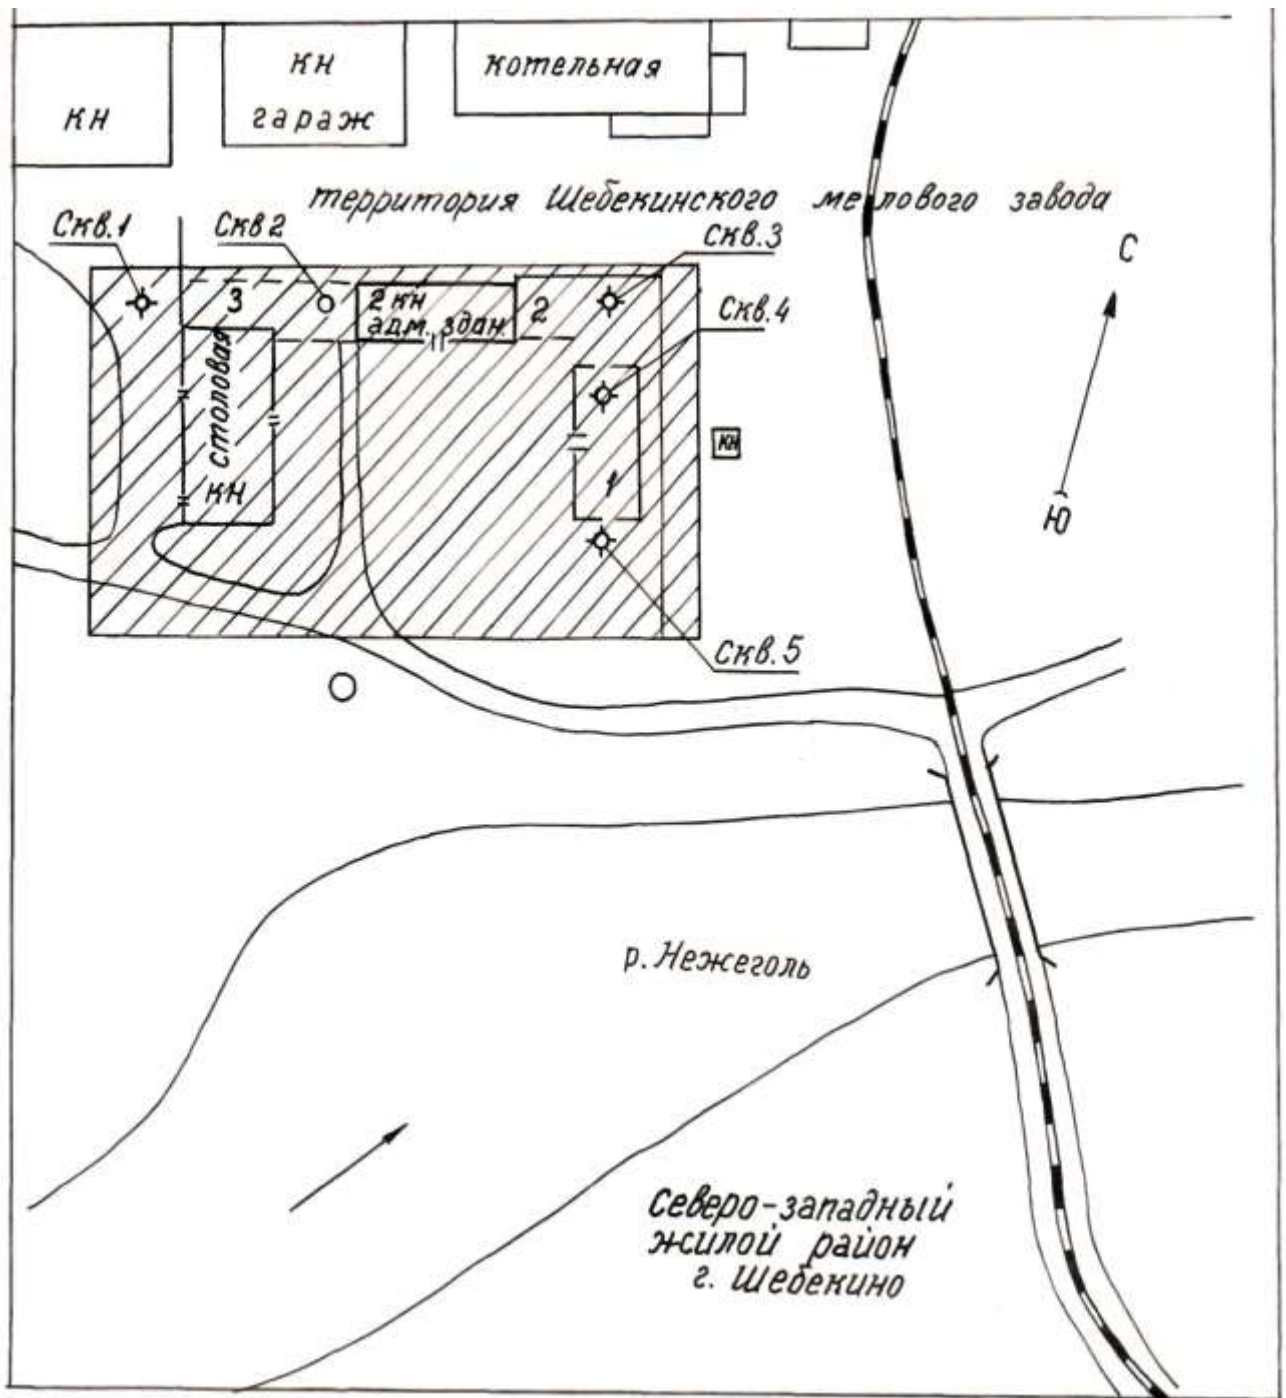 кн
кн
гараж
котельная
территория Шебекинского мелового завода
Скв.1
Скв 2
Скв.3
Скв.4
С
3
2 кн
адм. здан.
2
столовая
кн
1
кн
Ю
Скв.5
р. Нежеголь
Северо-западный
жилой район
г. Шебекино